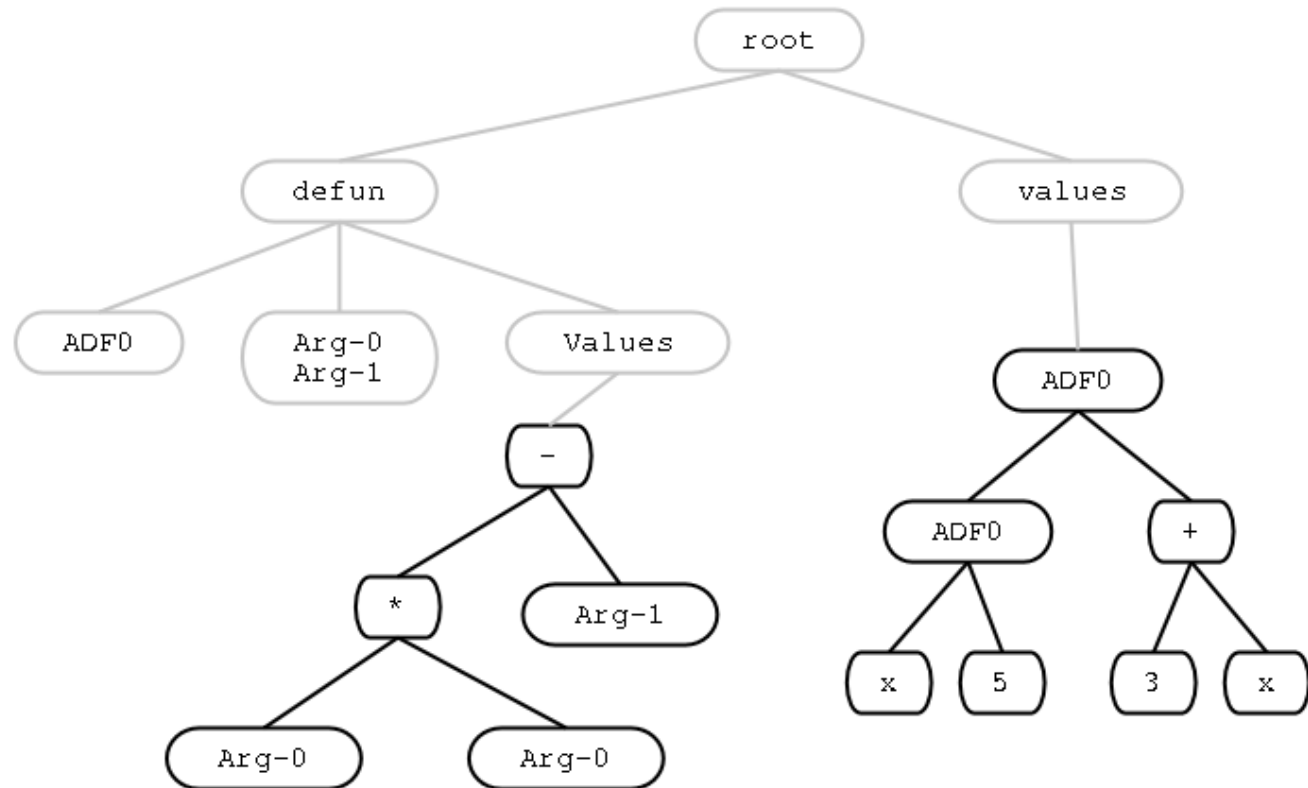 root
defun
values
ADF0
Arg-0
Arg-1
Values
ADF0
-
ADF0
+
*
Arg-1
x
5
3
x
Arg-0
Arg-0